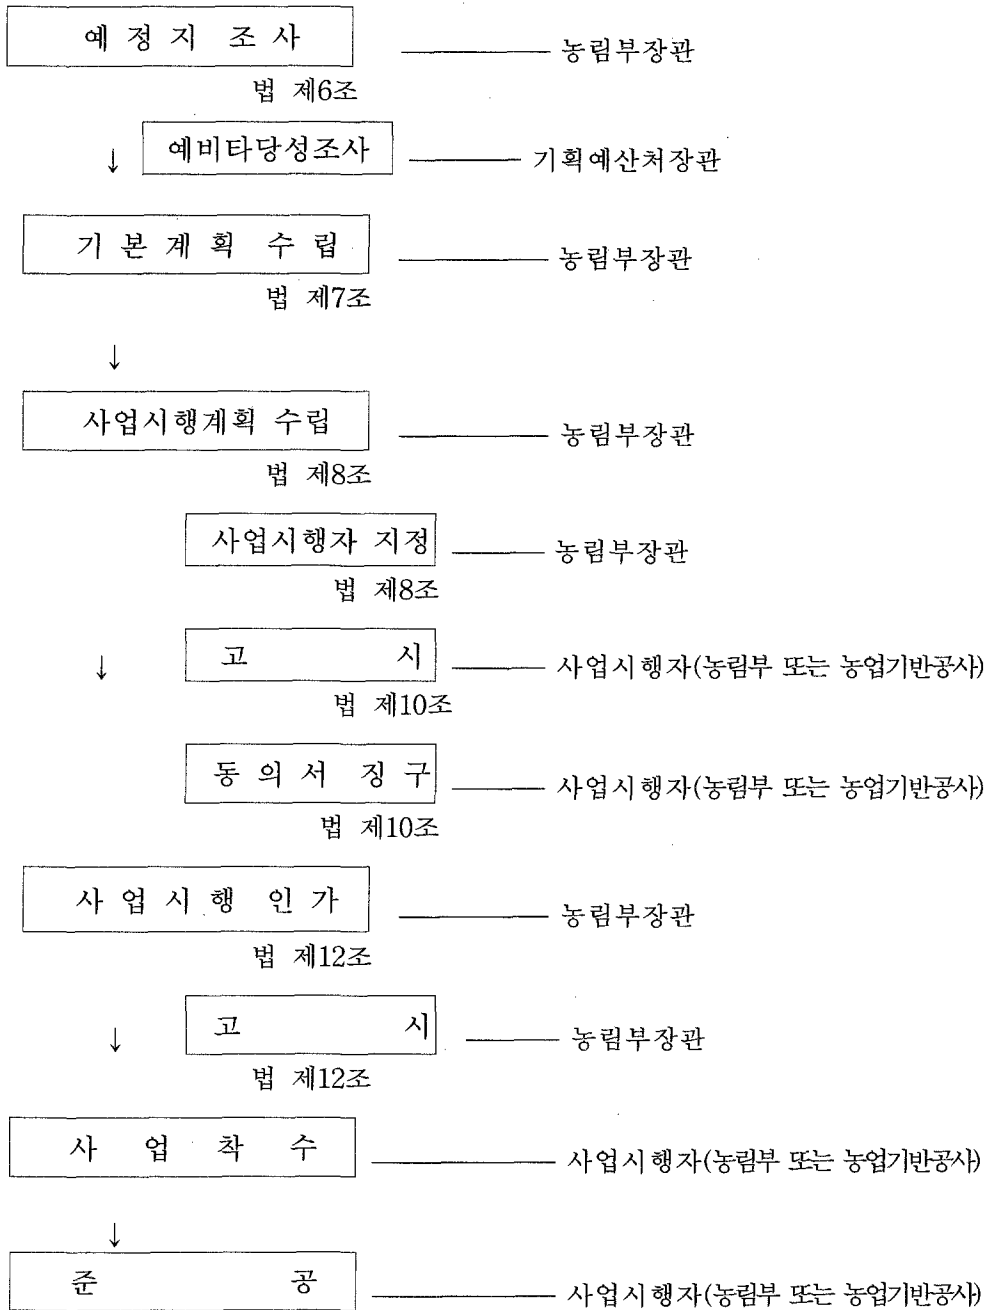 예 정 지 조 사 농림부장관
법 제6조
↓ 예비타당성조사 기획예산처장관
기 본 계 획 수 립 농림부장관
법 제7조
↓
사업시행계획 수립 농림부장관
법 제8조
사업시행자 지정 농림부장관
법 제8조
↓ 고 시 사업시행자(농림부 또는 농업기반공사)
법 제10조
동 의 서 징 구 사업시행자(농림부 또는 농업기반공사)
법 제10조
사 업 시 행 인 가 농림부장관
법 제12조
↓ 고 시 농림부장관
법 제12조
사 업 착 수 사업시행자(농림부 또는 농업기반공사)
↓
준 공 사업시행자(농림부 또는 농업기반공사)